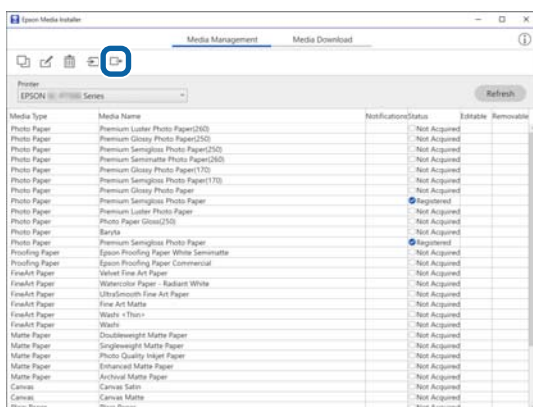 Epson Media Installer
Media Management Media Download
Printer
EPSON Series
Refresh
Media Type Media Name Notifications Status Editable Removable
Photo Paper Premium Luster Photo Paper(260) Not Acquired
Photo Paper Premium Glossy Photo Paper(250) Not Acquired
Photo Paper Premium Semigloss Photo Paper(250) Not Acquired
Photo Paper Premium Semimatte Photo Paper(260) Not Acquired
Photo Paper Premium Glossy Photo Paper(170) Not Acquired
Photo Paper Premium Semigloss Photo Paper(170) Not Acquired
Photo Paper Premium Glossy Photo Paper Not Acquired
Photo Paper Premium Semigloss Photo Paper Registered
Photo Paper Premium Luster Photo Paper Not Acquired
Photo Paper Photo Paper Gloss(250) Not Acquired
Photo Paper Baryta Not Acquired
Photo Paper Premium Semigloss Photo Paper Registered
Proofing Paper Epson Proofing Paper White Semimatte Not Acquired
Proofing Paper Epson Proofing Paper Commercial Not Acquired
FineArt Paper Velvet Fine Art Paper Not Acquired
FineArt Paper Watercolor Paper - Radiant White Not Acquired
FineArt Paper UltraSmooth Fine Art Paper Not Acquired
FineArt Paper Fine Art Matte Not Acquired
FineArt Paper Washi <Thin> Not Acquired
FineArt Paper Washi Not Acquired
Matte Paper Doubleweight Matte Paper Not Acquired
Matte Paper Singleweight Matte Paper Not Acquired
Matte Paper Photo Quality Inkjet Paper Not Acquired
Matte Paper Enhanced Matte Paper Not Acquired
Matte Paper Archival Matte Paper Not Acquired
Canvas Canvas Satin Not Acquired
Canvas Canvas Matte Not Acquired
Plain Paper Plain Paper Not Acquired